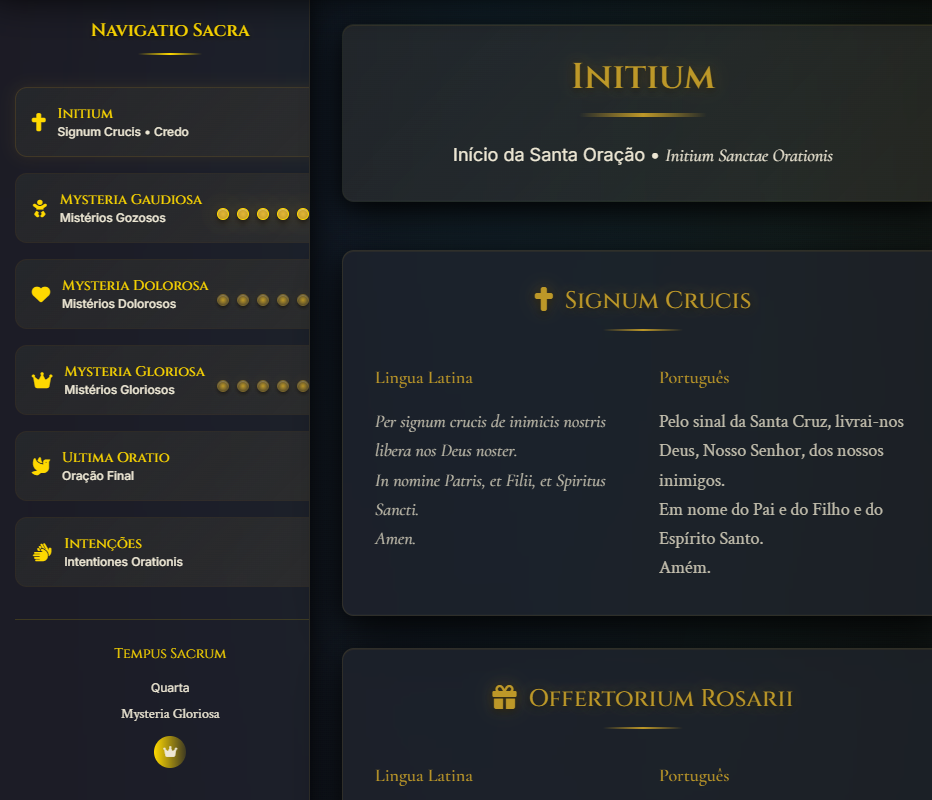 Navigatio Sacra
Initium
Signum Crucis • Credo
Mysteria Gaudiosa
Mistérios Gozosos
Mysteria Dolorosa
Mistérios Dolorosos
Mysteria Gloriosa
Mistérios Gloriosos
Ultima Oratio
Oração Final
Intenções
Intentiones Orationis
Tempus Sacrum
Quarta
Mysteria Gloriosa
Initium
Início da Santa Oração • Initium Sanctae Orationis
Signum Crucis
Lingua Latina
Per signum crucis de inimicis nostris
libera nos Deus noster.
In nomine Patris, et Filii, et Spiritus
Sancti.
Amen.
Português
Pelo sinal da Santa Cruz, livrai-nos
Deus, Nosso Senhor, dos nossos
inimigos.
Em nome do Pai e do Filho e do
Espírito Santo.
Amém.
Offertorium Rosarii
Lingua Latina
Português